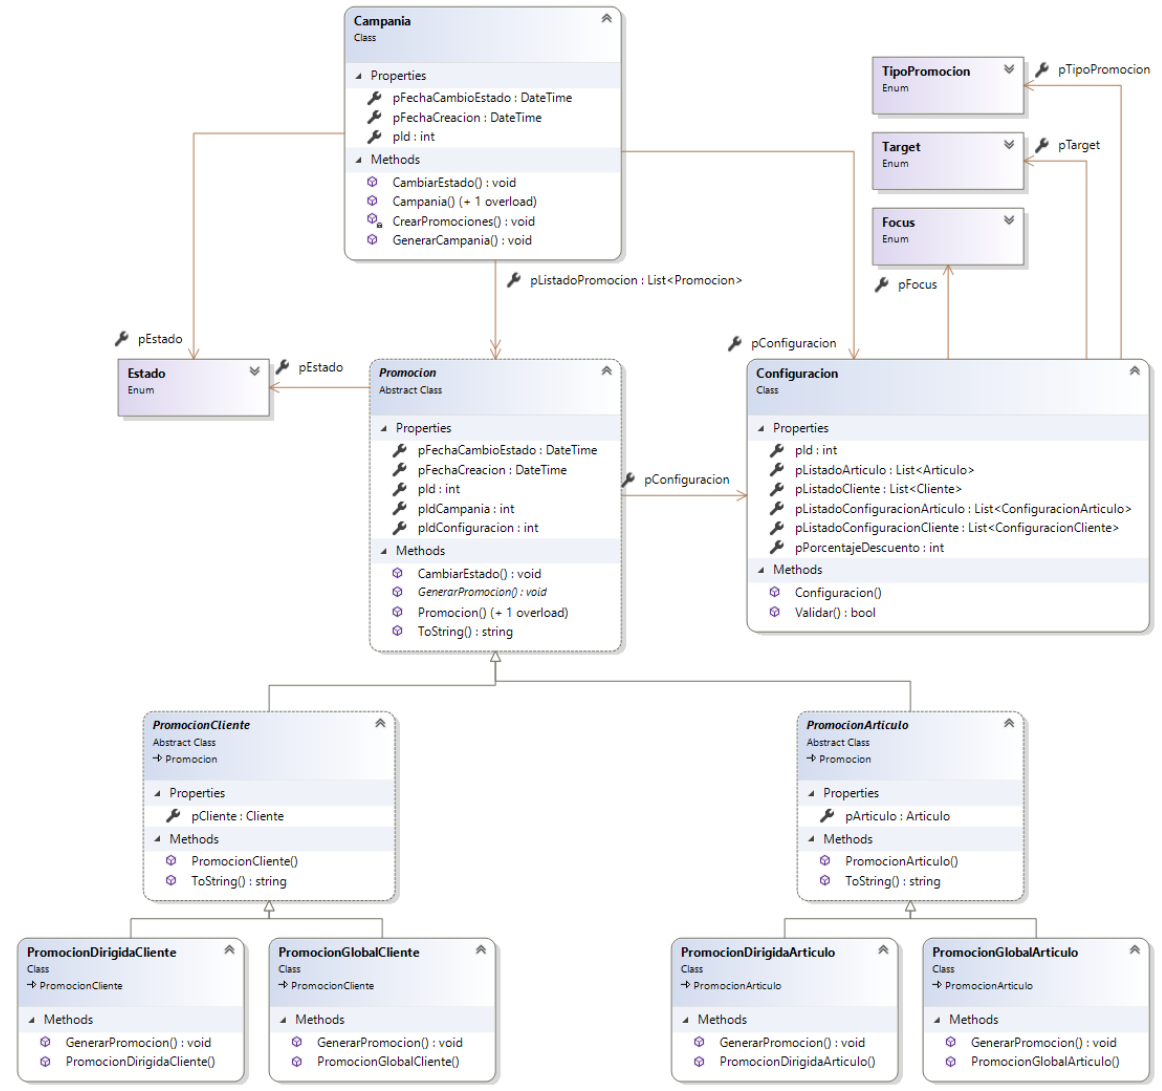 Campania
Class
Properties
pFechaCambioEstado : DateTime
pFechaCreacion : DateTime
pId : int
Methods
CambiarEstado() : void
Campania() (+ 1 overload)
CrearPromociones() : void
GenerarCampania() : void
TipoPromocion
Enum
pTipoPromocion
Target
Enum
pTarget
Focus
Enum
pFocus
pListadoPromocion : List<Promocion>
pEstado
pConfiguracion
Estado
Enum
pEstado
Promocion
Abstract Class
Properties
pFechaCambioEstado : DateTime
pFechaCreacion : DateTime
pId : int
pIdCampania : int
pIdConfiguracion : int
Methods
CambiarEstado() : void
GenerarPromocion() : void
Promocion() (+ 1 overload)
ToString() : string
pConfiguracion
Configuracion
Class
Properties
pId : int
pListadoArticulo : List<Articulo>
pListadoCliente : List<Cliente>
pListadoConfiguracionArticulo : List<ConfiguracionArticulo>
pListadoConfiguracionCliente : List<ConfiguracionCliente>
pPorcentajeDescuento : int
Methods
Configuracion()
Validar() : bool
PromocionCliente
Abstract Class
Promocion
Properties
pCliente : Cliente
Methods
PromocionCliente()
ToString() : string
PromocionArticulo
Abstract Class
Promocion
Properties
pArticulo : Articulo
Methods
PromocionArticulo()
ToString() : string
PromocionDirigidaCliente
Class
PromocionCliente
Methods
GenerarPromocion() : void
PromocionDirigidaCliente()
PromocionGlobalCliente
Class
PromocionCliente
Methods
GenerarPromocion() : void
PromocionGlobalCliente()
PromocionDirigidaArticulo
Class
PromocionArticulo
Methods
GenerarPromocion() : void
PromocionDirigidaArticulo()
PromocionGlobalArticulo
Class
PromocionArticulo
Methods
GenerarPromocion() : void
PromocionGlobalArticulo()